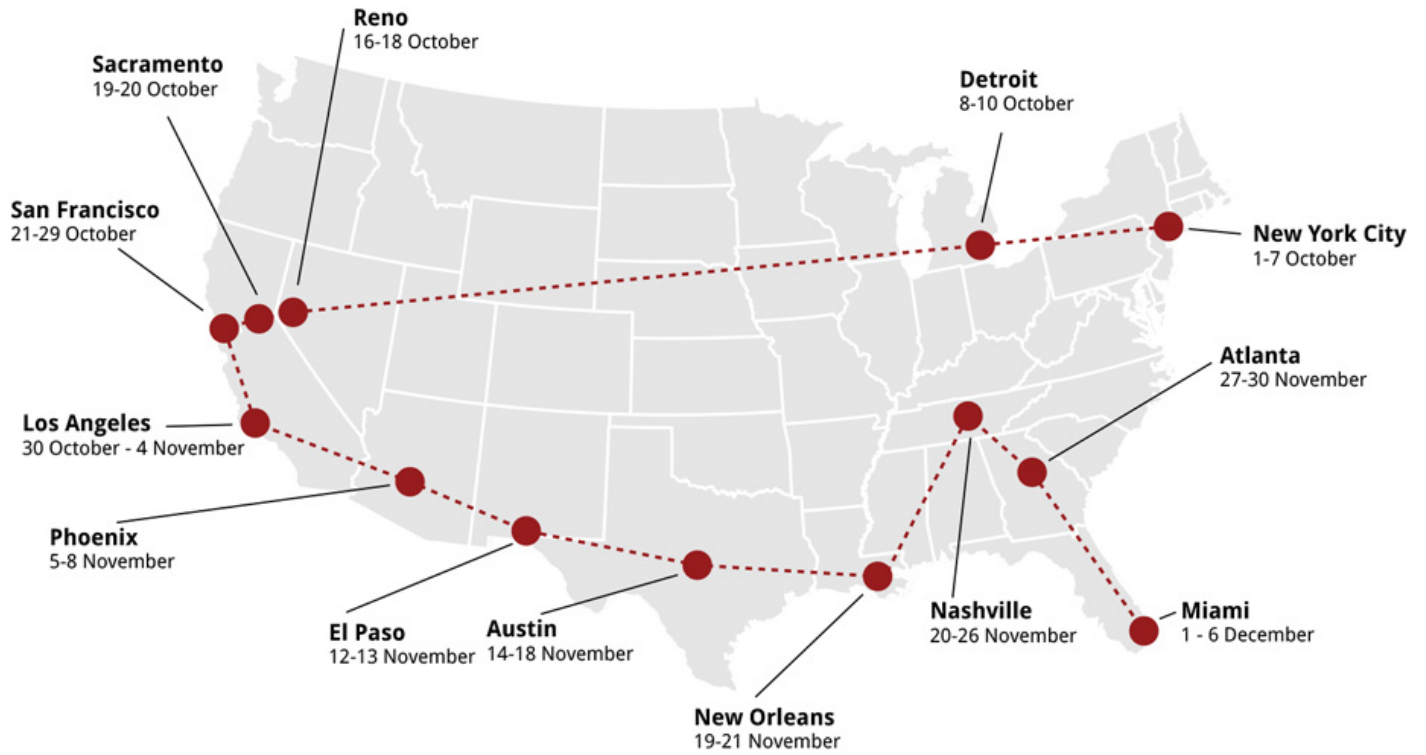 Reno
16-18 October
Sacramento
19-20 October
Detroit
8-10 October
San Francisco
21-29 October
New York City
1-7 October
Atlanta
27-30 November
Los Angeles
30 October - 4 November
Phoenix
5-8 November
El Paso
12-13 November
Austin
14-18 November
Nashville
20-26 November
Miami
1 - 6 December
New Orleans
19-21 November